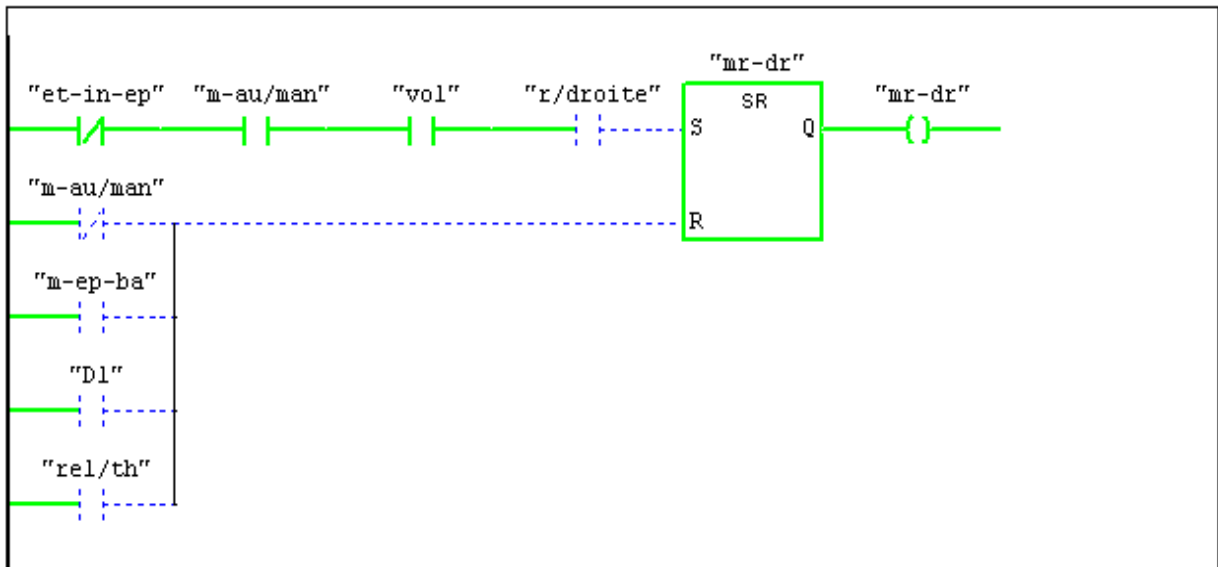 "mr-dr"
"et-in-ep" "m-au/man" "vol" "r/droite" SR "mr-dr"
S Q
"m-au/man"
R
"m-ep-ba"
"D1"
"rel/th"